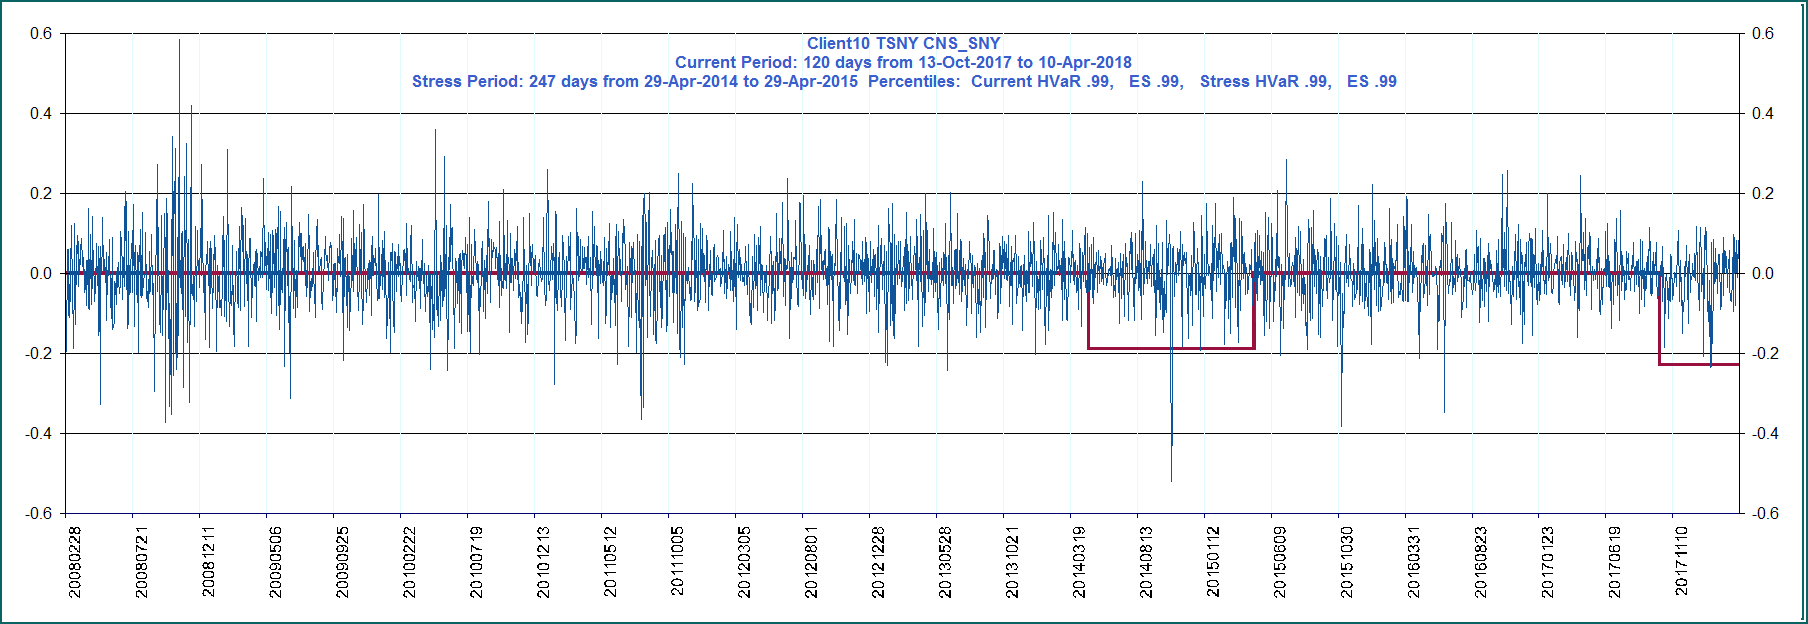 Client10 TSNY CNS_SNY
Current Period: 120 days from 13-Oct-2017 to 10-Apr-2018
Stress Period: 247 days from 29-Apr-2014 to 29-Apr-2015  Percentiles:  Current HVaR .99,   ES .99,   Stress HVaR .99,   ES .99
0.6 0.6
0.4 0.4
0.2 0.2
0.0 0.0
-0.2 -0.2
-0.4 -0.4
-0.6 -0.6
20080228 20080721 20081211 20090506 20090925 20100222 20100719 20101213 20110512 20111005 20120305 20120801 20121228 20130528 20131021 20140319 20140813 20150112 20150609 20151030 20160331 20160823 20170123 20170619 20171110